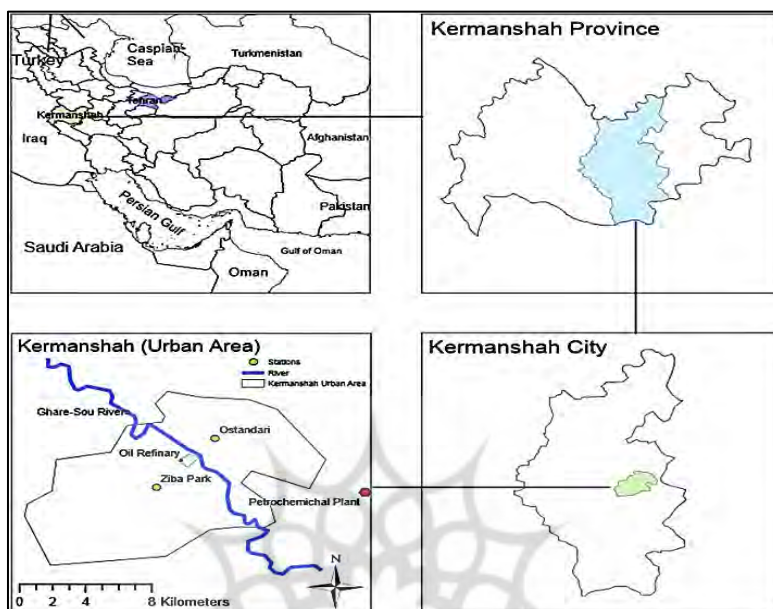 Caspian-
Sea
Turkmenistan
Turkey
Tehran
Kermanshah
Iraq
Afghanistan
Persian Gulf
Pakistan
Saudi Arabia
Gulf of Oman
Oman
Kermanshah Province
Kermanshah (Urban Area)
Stations
River
Kermanshah Urban Area
Ghare-Sou Rivers
Ostandari
Oil Refinary
Ziba Park
Petrochemichal Plant
N
0 2 4 8 Kilometers
Kermanshah City